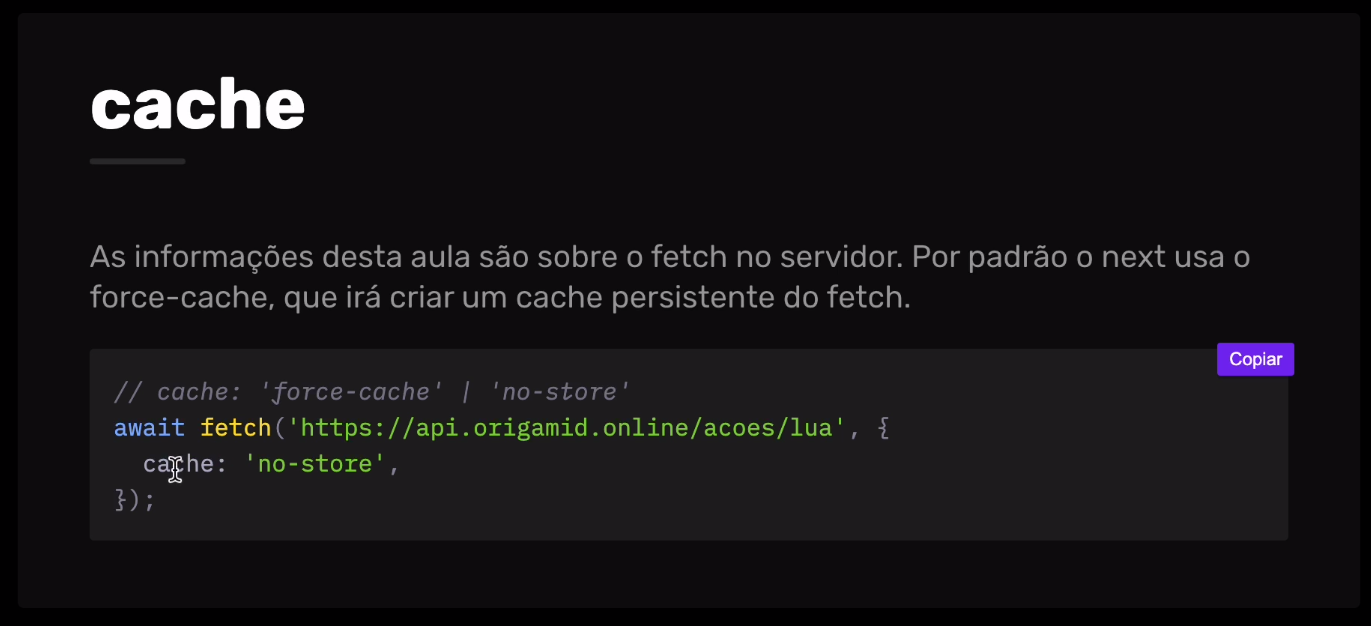 cache
As informações desta aula são sobre o fetch no servidor. Por padrão o next usa o
force-cache, que irá criar um cache persistente do fetch.
Copiar
// cache: 'force-cache' | 'no-store'
await fetch('https://api.origamid.online/acoes/lua', {
  cache: 'no-store',
});